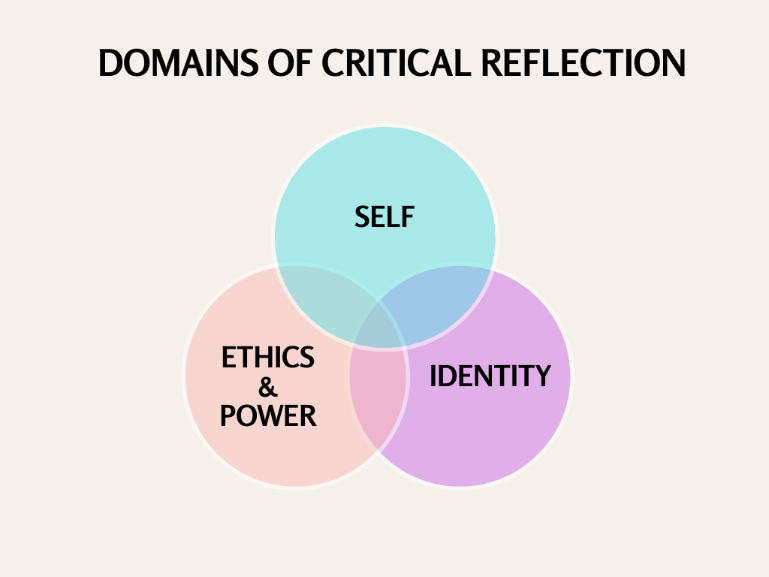 DOMAINS OF CRITICAL REFLECTION
SELF
ETHICS
&
POWER
IDENTITY